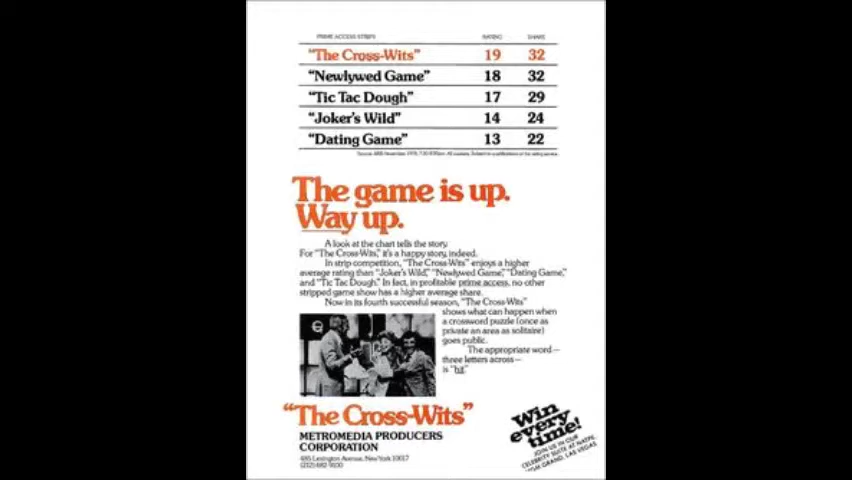 PRIME ACCESS STRIPS RATING SHARE
"The Cross-Wits" 19 32
"Newlywed Game" 18 32
"Tic Tac Dough" 17 29
"Joker's Wild" 14 24
"Dating Game" 13 22
The game is up.
Way up.
A look at the chart tells the story.
For "The Cross-Wits," it's a happy story, indeed.
In strip competition, "The Cross-Wits" enjoys a higher
average rating than "Joker's Wild," "Newlywed Game," "Dating Game,"
and "Tic Tac Dough." In fact, in profitable prime access, no other
stripped game show has a higher average share.
Now in its fourth successful season, "The Cross-Wits"
shows what can happen when
a crossword puzzle (once as
private an area as solitaire)
goes public.
The appropriate word—
three letters across—
is "hit."
"The Cross-Wits"
METROMEDIA PRODUCERS
CORPORATION
485 Lexington Avenue, New York 10017
(212) 682-9100
Win
every
time!
JOIN US IN OUR
CELEBRITY SUITE AT NATPE,
MGM GRAND, LAS VEGAS